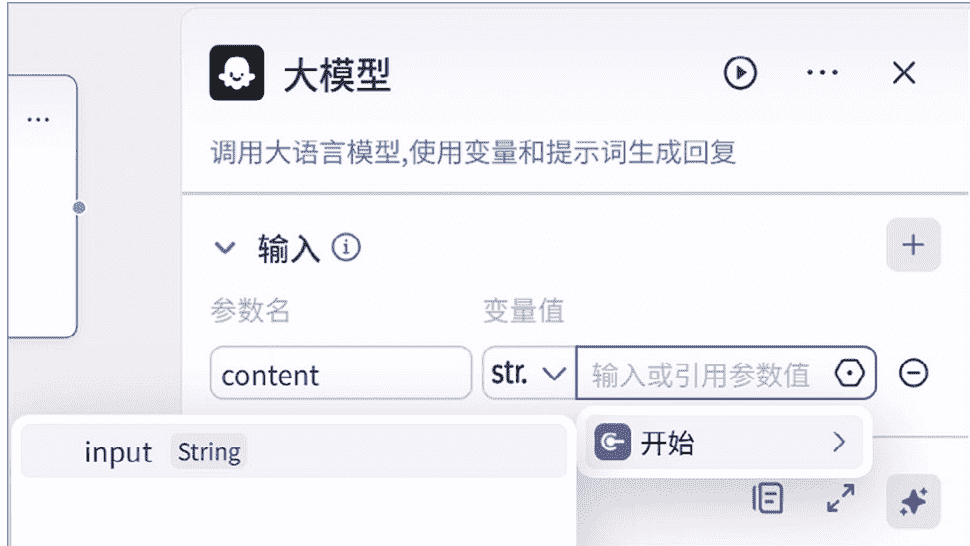 大模型
调用大语言模型,使用变量和提示词生成回复
输入
参数名 变量值
content str. 输入或引用参数值
input String 开始